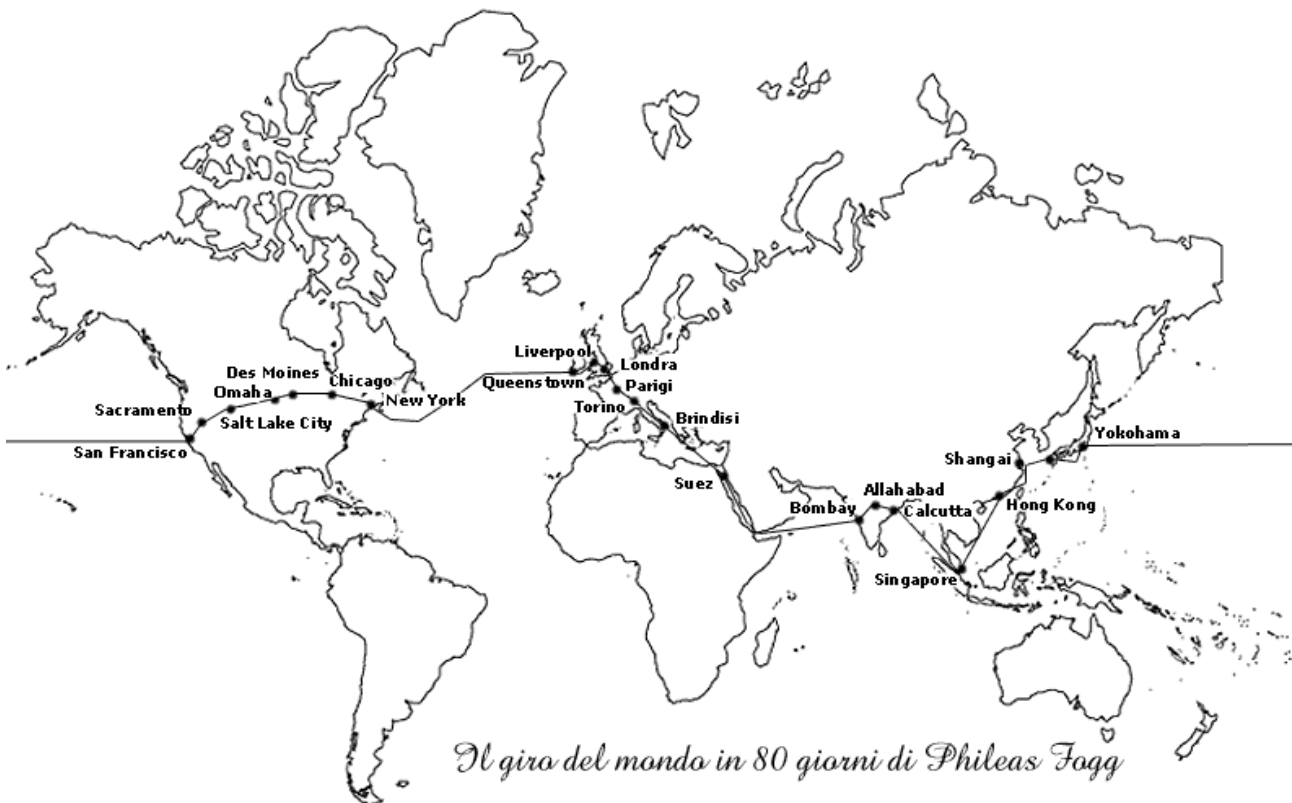 Liverpool
Londra
Queenstown
Parigi
Des Moines
Chicago
Omaha
New York
Torino
Sacramento
Salt Lake City
Brindisi
San Francisco
Yokohama
Shangai
Suez
Allahabad
Bombay
Calcutta
Hong Kong
Singapore
Il giro del mondo in 80 giorni di Phileas Fogg